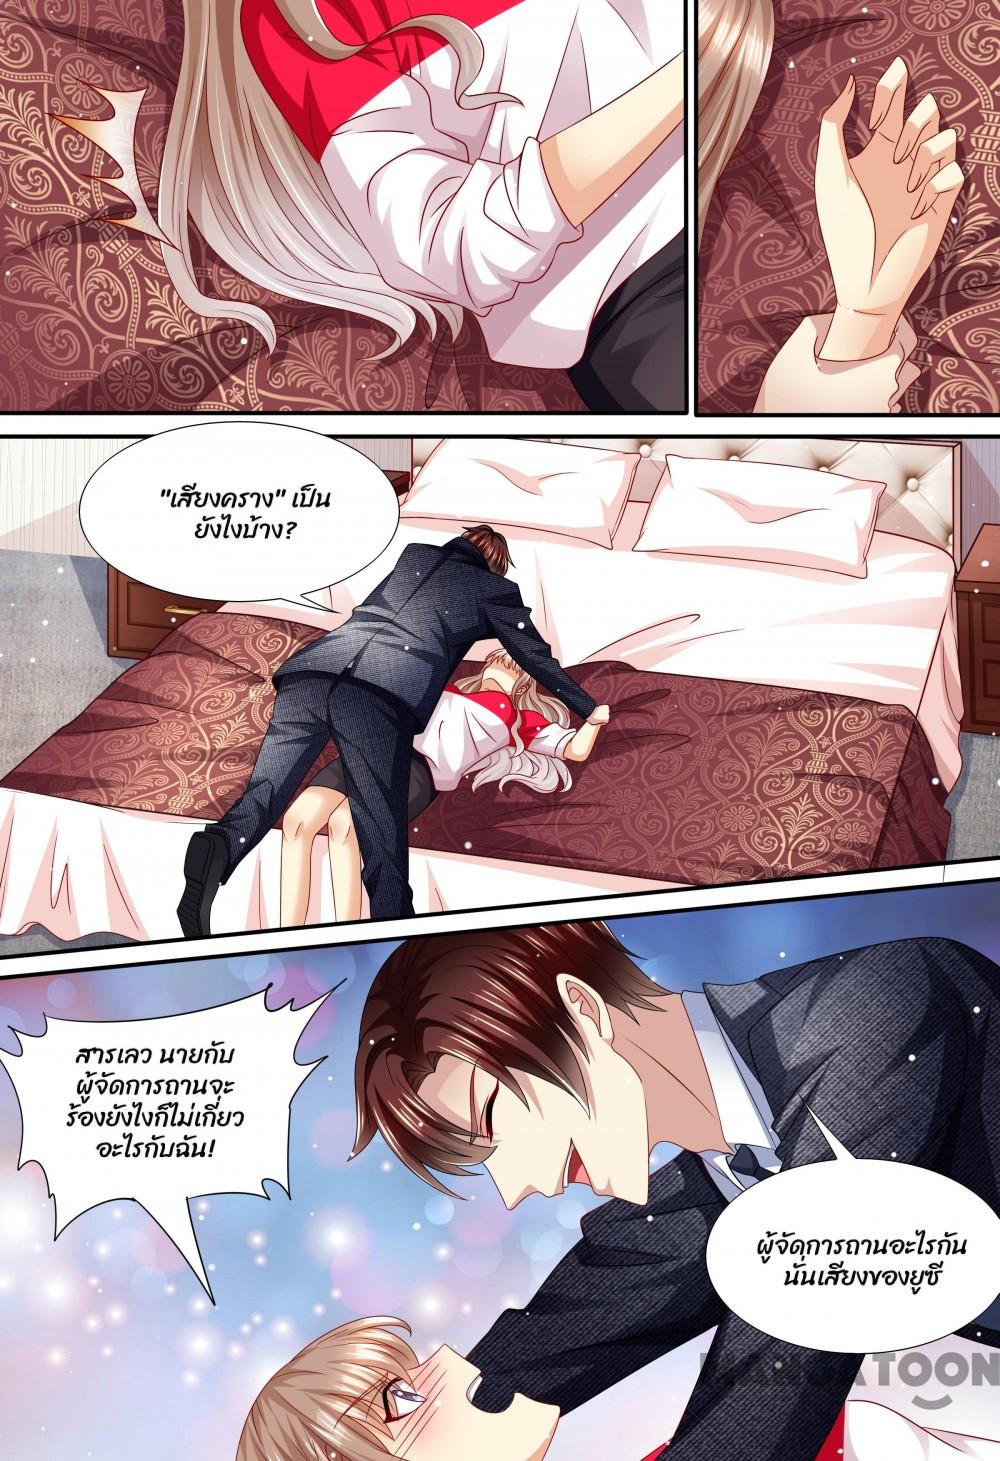 "เสียงคราง" เป็น
ยังไงบ้าง?
สารเลว นายกับ
ผู้จัดการถานจะ
ร้องยังไงก็ไม่เกี่ยว
อะไรกับฉัน!
ผู้จัดการถานอะไรกัน
นั่นเสียงของยูซี
MANGATOON